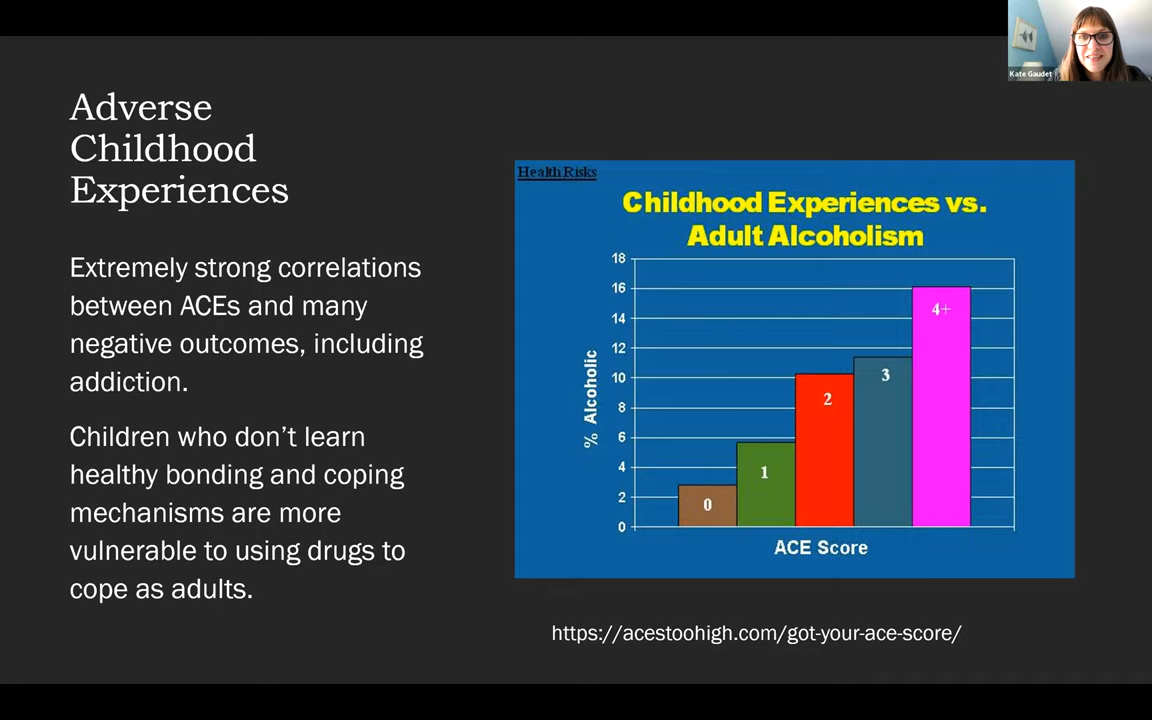 Kate Gaudet
Adverse
Childhood
Experiences
Extremely strong correlations
between ACEs and many
negative outcomes, including
addiction.
Children who don’t learn
healthy bonding and coping
mechanisms are more
vulnerable to using drugs to
cope as adults.
Health Risks
Childhood Experiences vs.
Adult Alcoholism
18
16
14
12
10
8
6
4
2
0
% Alcoholic
0
1
2
3
4+
ACE Score
https://acestoohigh.com/got-your-ace-score/